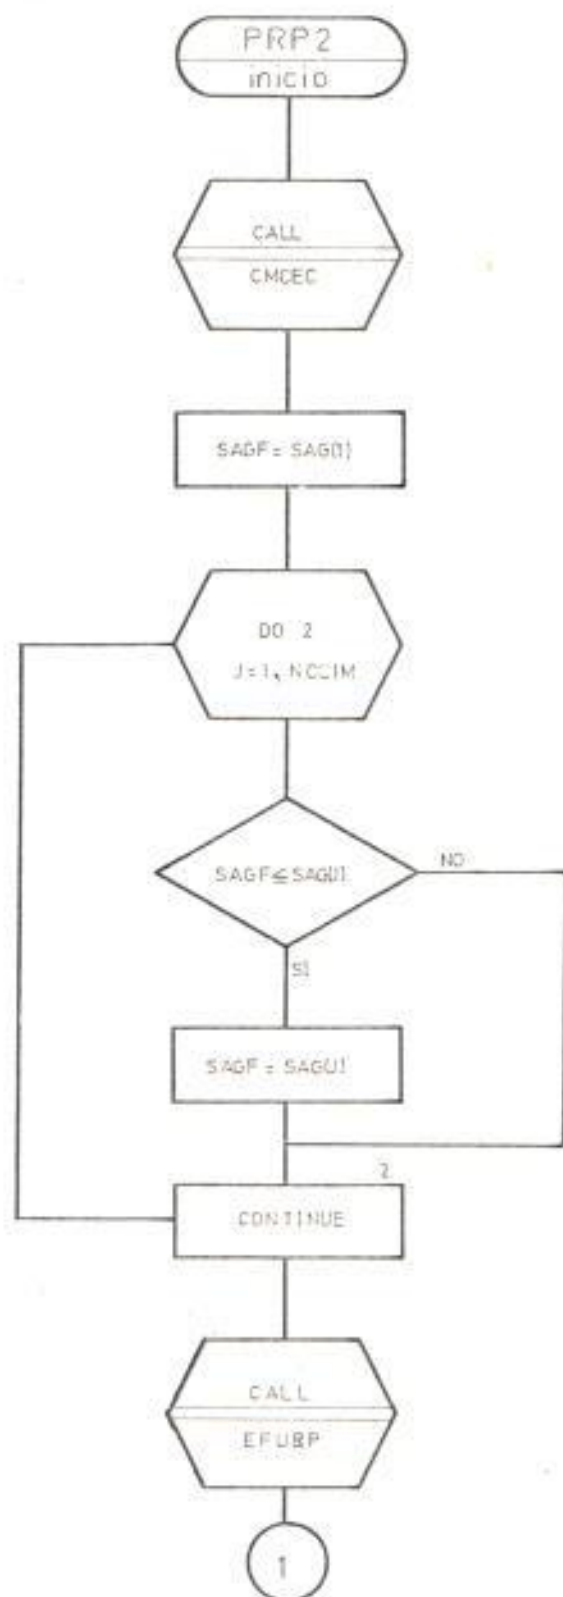 PRP2
inicio
CALL
CMDEC
SAGF = SAG(1)
DO 2
J=1, NCCIM
SAGF ≤ SAG(J)
NO
SI
SAGF = SAG(J)
2
CONTINUE
CALL
EFUBP
1